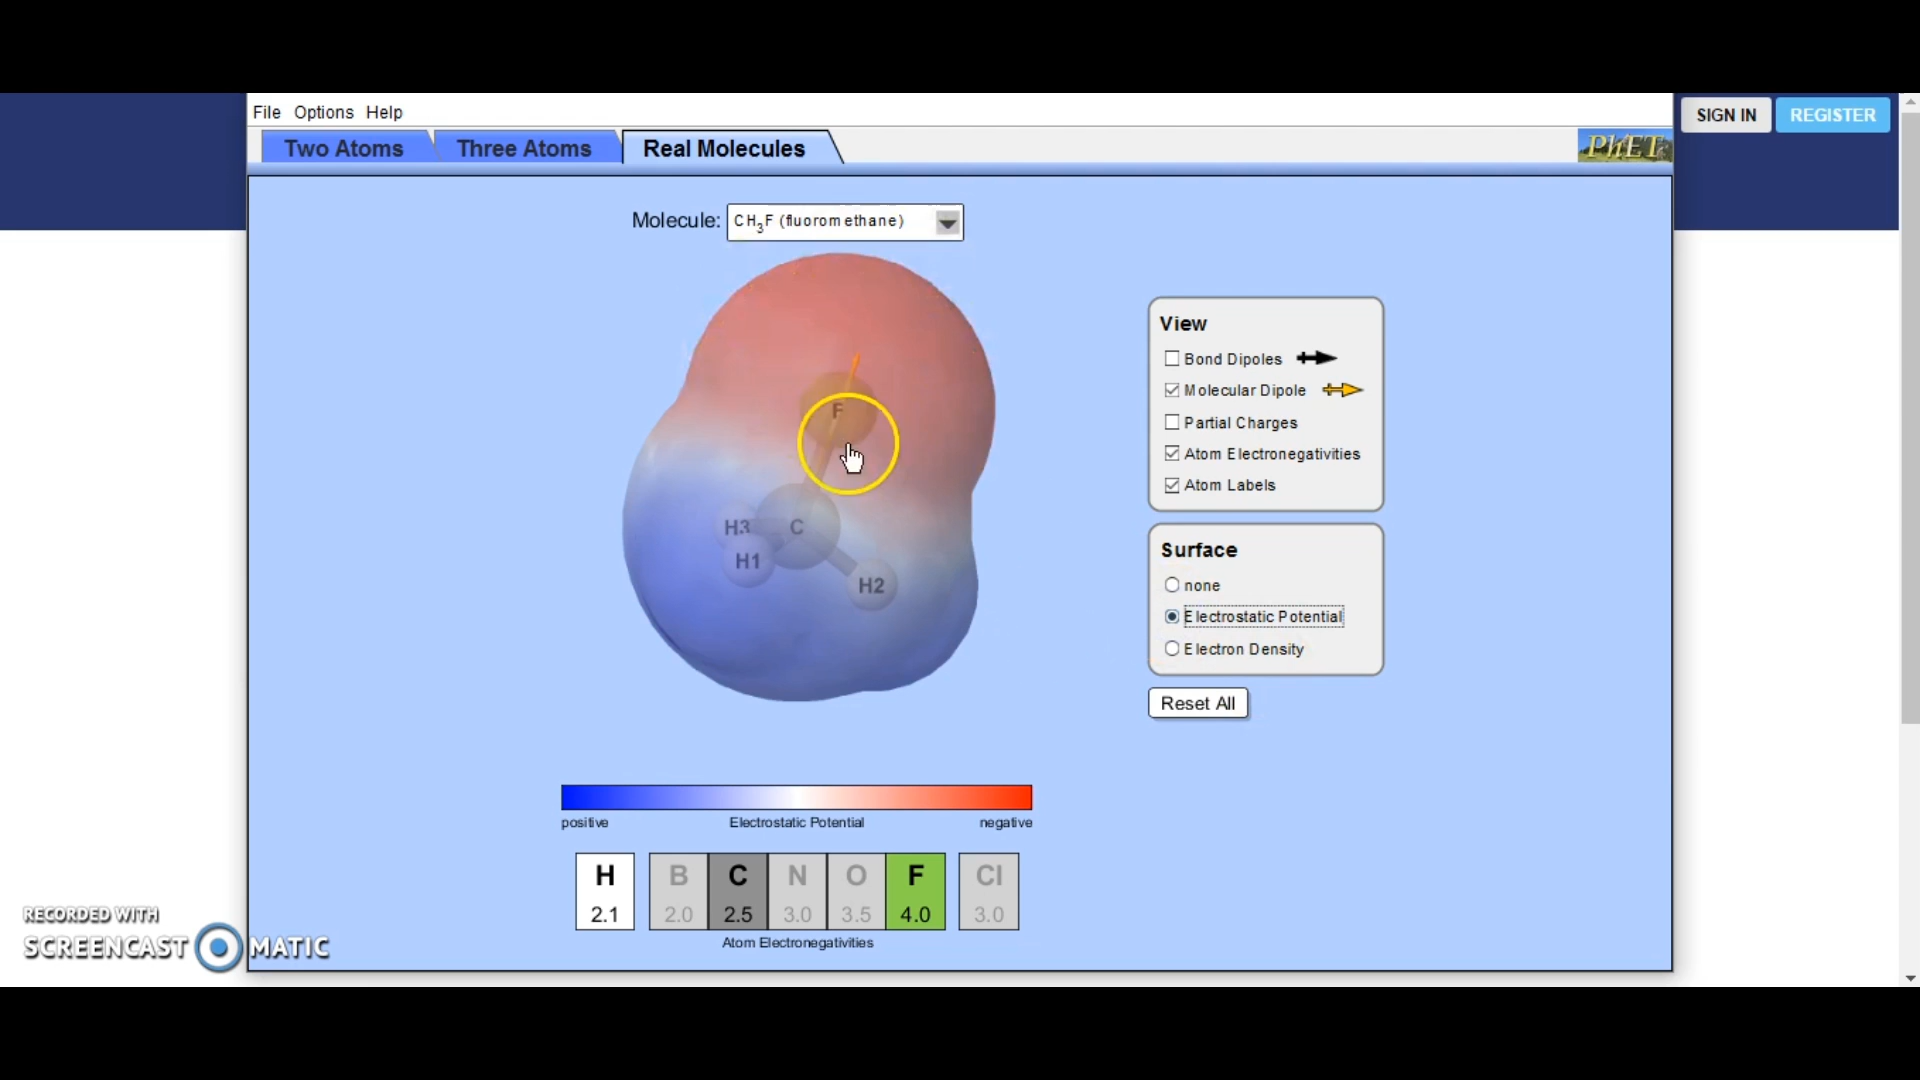 File Options Help
SIGN IN REGISTER
Two Atoms Three Atoms Real Molecules
PhET
Molecule: CH₃F (fluoromethane)
View
Bond Dipoles
Molecular Dipole
Partial Charges
Atom Electronegativities
Atom Labels
F
H3 C
H1
H2
Surface
none
Electrostatic Potential
Electron Density
Reset All
positive Electrostatic Potential negative
H B C N O F Cl
2.1 2.0 2.5 3.0 3.5 4.0 3.0
Atom Electronegativities
RECORDED WITH
SCREENCAST MATIC